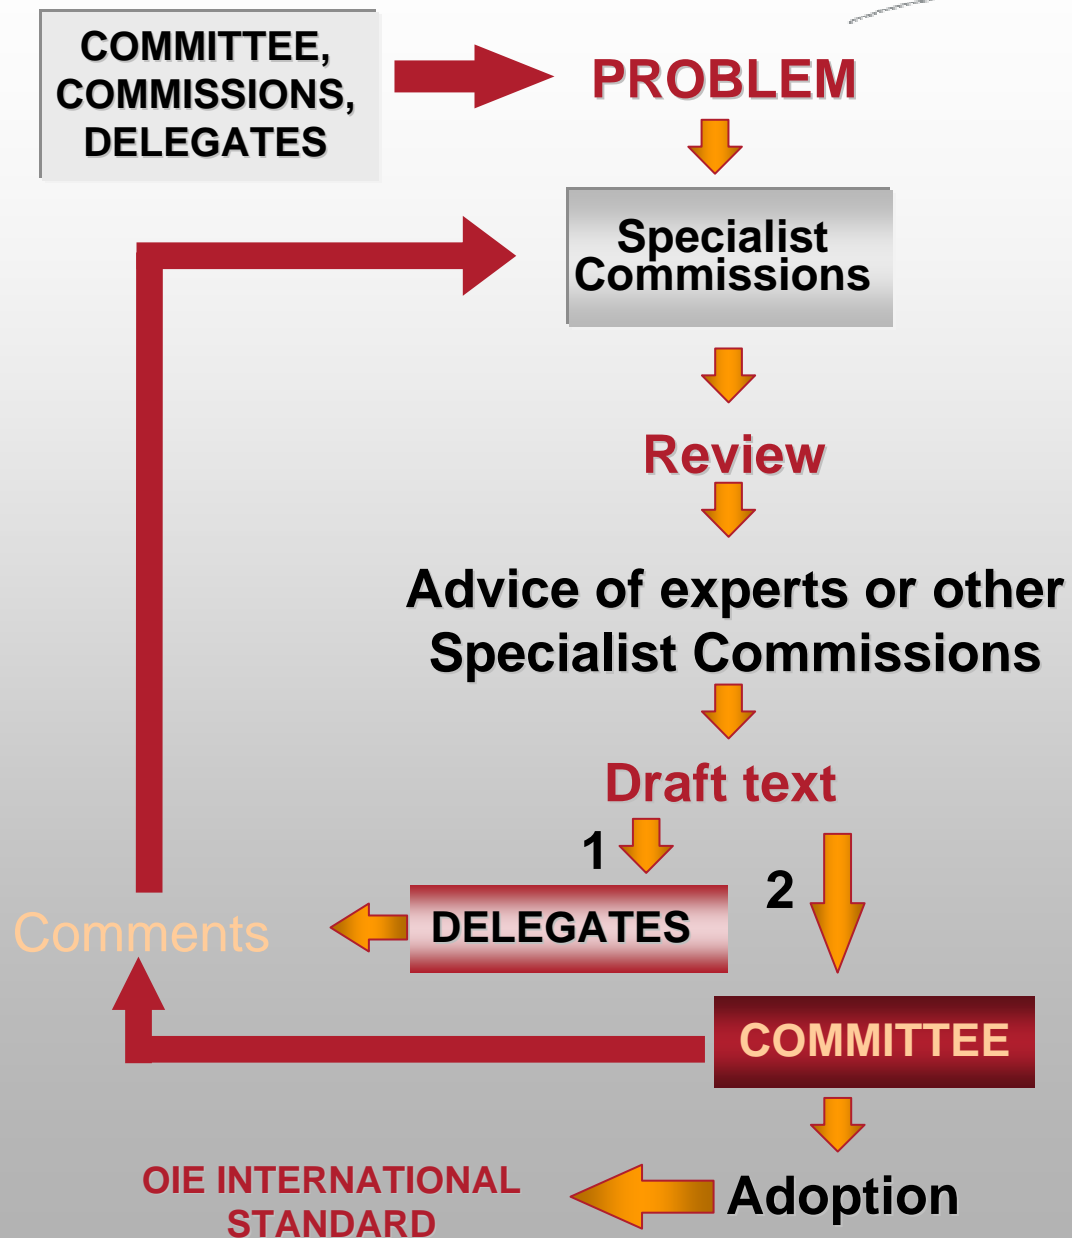 COMMITTEE,
COMMISSIONS,
DELEGATES
PROBLEM
Specialist
Commissions
Review
Advice of experts or other
Specialist Commissions
Draft text
1
2
Comments
DELEGATES
COMMITTEE
Adoption
OIE INTERNATIONAL
STANDARD